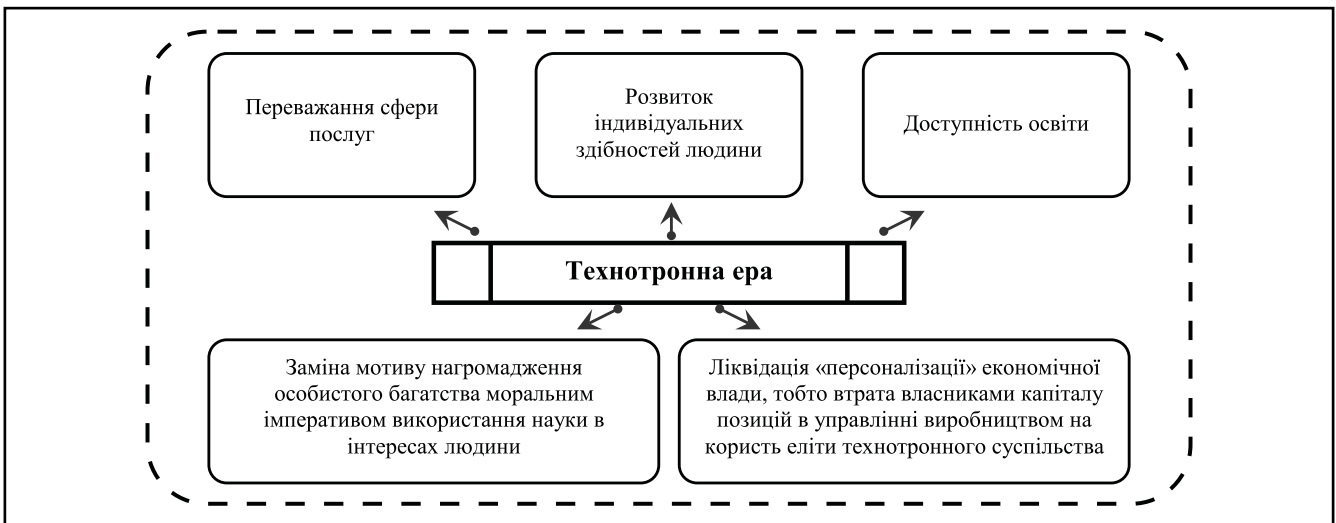 Переважання сфери
послуг
Розвиток
індивідуальних
здібностей людини
Доступність освіти
Технотронна ера
Заміна мотиву нагромадження
особистого багатства моральним
імперативом використання науки в
інтересах людини
Ліквідація «персоналізації» економічної
влади, тобто втрата власниками капіталу
позицій в управлінні виробництвом на
користь еліти технотронного суспільства